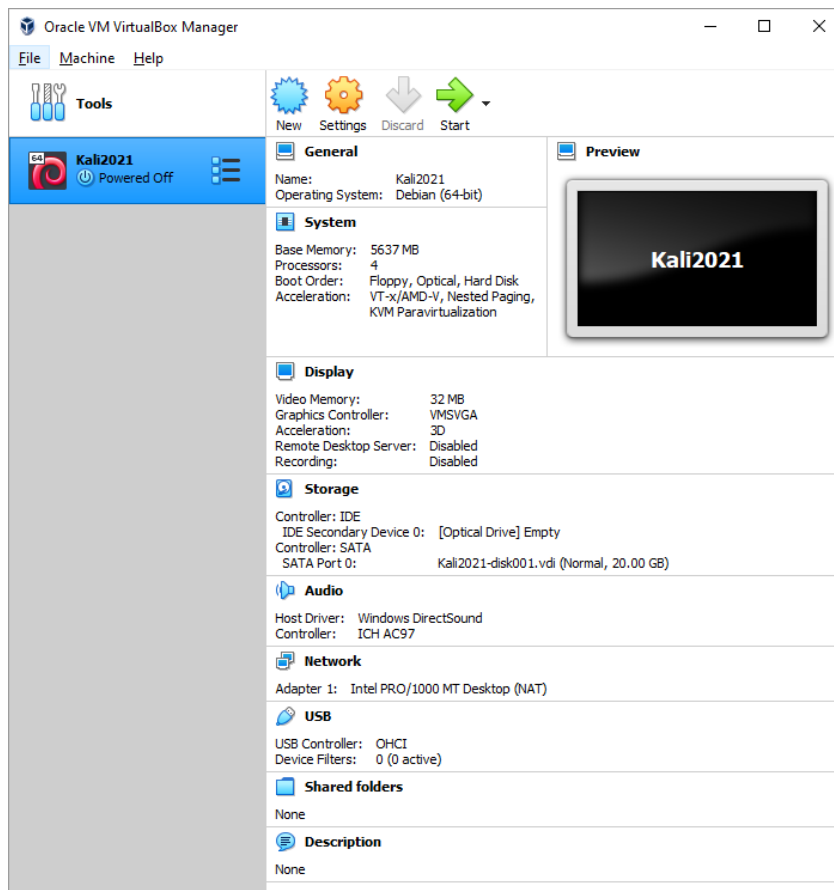 Oracle VM VirtualBox Manager
File Machine Help
Tools
New Settings Discard Start
64
Kali2021
Powered Off
General
Name: Kali2021
Operating System: Debian (64-bit)
System
Base Memory: 5637 MB
Processors: 4
Boot Order: Floppy, Optical, Hard Disk
Acceleration: VT-x/AMD-V, Nested Paging,
KVM Paravirtualization
Preview
Kali2021
Display
Video Memory: 32 MB
Graphics Controller: VMSVGA
Acceleration: 3D
Remote Desktop Server: Disabled
Recording: Disabled
Storage
Controller: IDE
IDE Secondary Device 0: [Optical Drive] Empty
Controller: SATA
SATA Port 0: Kali2021-disk001.vdi (Normal, 20.00 GB)
Audio
Host Driver: Windows DirectSound
Controller: ICH AC97
Network
Adapter 1: Intel PRO/1000 MT Desktop (NAT)
USB
USB Controller: OHCI
Device Filters: 0 (0 active)
Shared folders
None
Description
None